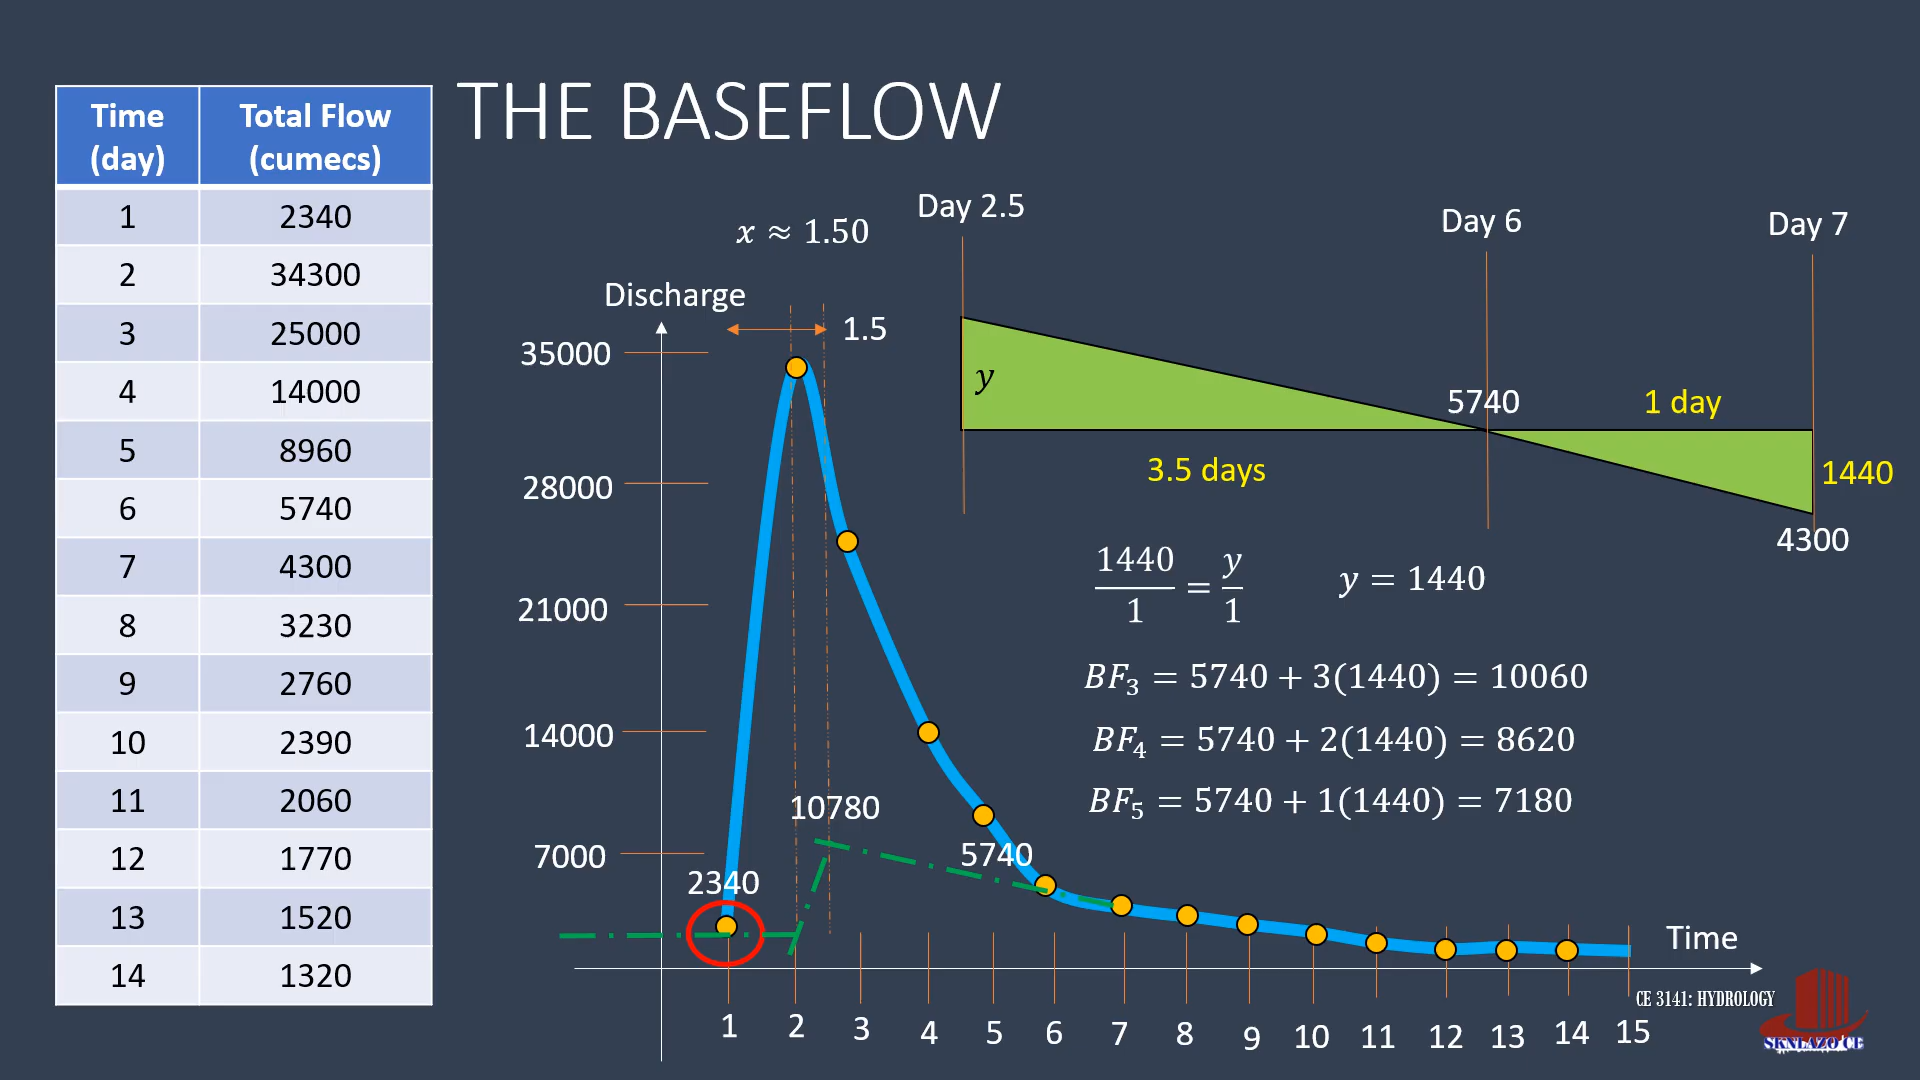 THE BASEFLOW
Time (day) Total Flow (cumecs)
1 2340
2 34300
3 25000
4 14000
5 8960
6 5740
7 4300
8 3230
9 2760
10 2390
11 2060
12 1770
13 1520
14 1320
x ≈ 1.50
Discharge
1.5
35000
28000
21000
14000
7000
10780
5740
2340
Time
1 2 3 4 5 6 7 8 9 10 11 12 13 14 15
Day 2.5
Day 6
Day 7
y
5740
1 day
3.5 days
1440
4300
1440/1 = y/1
y = 1440
BF₃ = 5740 + 3(1440) = 10060
BF₄ = 5740 + 2(1440) = 8620
BF₅ = 5740 + 1(1440) = 7180
CE 3141: HYDROLOGY